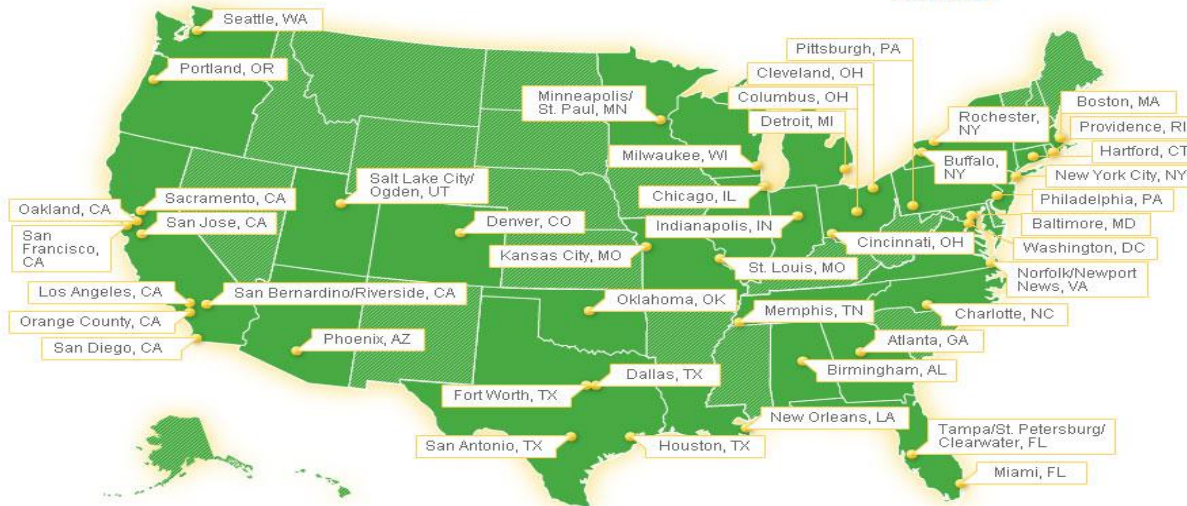 Seattle, WA
Portland, OR
Pittsburgh, PA
Cleveland, OH
Columbus, OH
Detroit, MI
Minneapolis/
St. Paul, MN
Milwaukee, WI
Chicago, IL
Rochester,
NY
Buffalo,
NY
Boston, MA
Providence, RI
Hartford, CT
New York City, NY
Philadelphia, PA
Baltimore, MD
Washington, DC
Norfolk/Newport
News, VA
Salt Lake City/
Ogden, UT
Sacramento, CA
Oakland, CA
San Jose, CA
San
Francisco,
CA
Denver, CO
Kansas City, MO
Indianapolis, IN
Cincinnati, OH
St. Louis, MO
Los Angeles, CA
San Bernardino/Riverside, CA
Orange County, CA
San Diego, CA
Phoenix, AZ
Oklahoma, OK
Memphis, TN
Charlotte, NC
Atlanta, GA
Birmingham, AL
Dallas, TX
Fort Worth, TX
New Orleans, LA
San Antonio, TX
Houston, TX
Tampa/St. Petersburg/
Clearwater, FL
Miami, FL